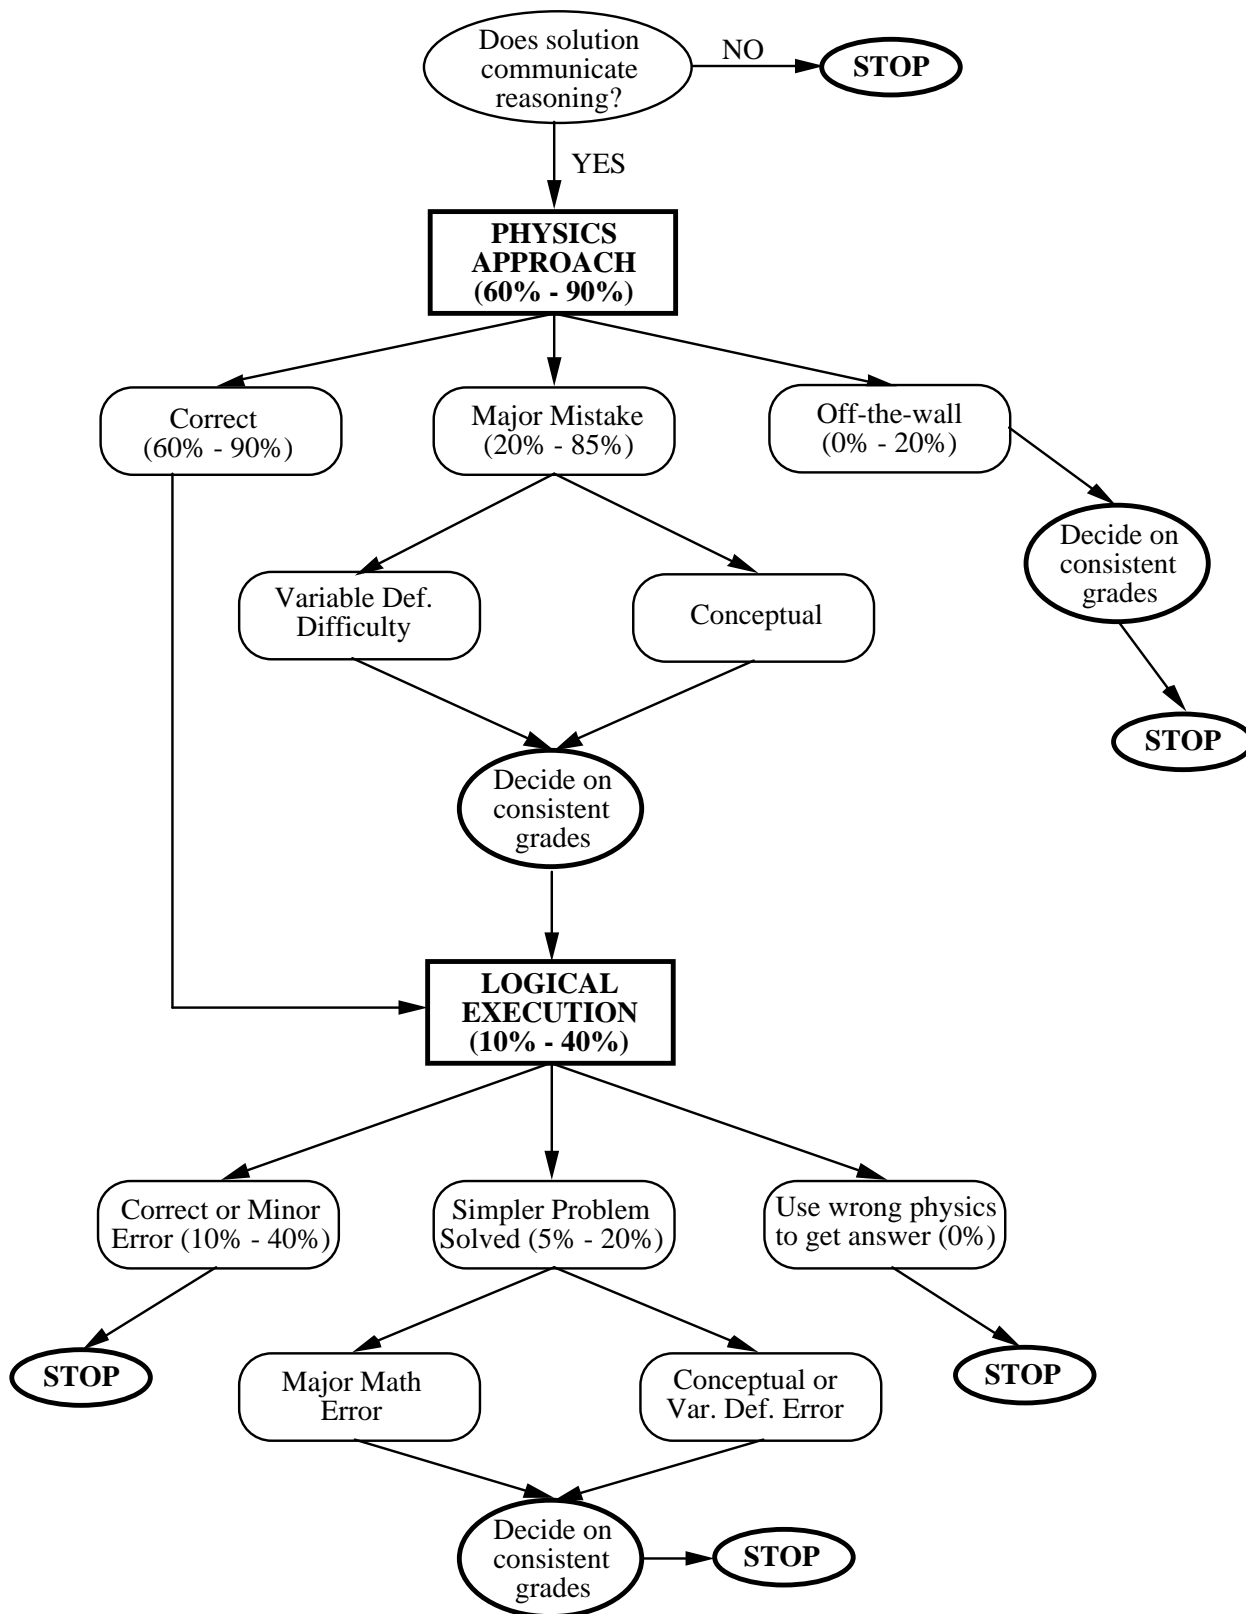 Does solution
communicate
reasoning?
NO
STOP
YES
PHYSICS
APPROACH
(60% - 90%)
Correct
(60% - 90%)
Major Mistake
(20% - 85%)
Off-the-wall
(0% - 20%)
Decide on
consistent
grades
Variable Def.
Difficulty
Conceptual
STOP
Decide on
consistent
grades
LOGICAL
EXECUTION
(10% - 40%)
Correct or Minor
Error (10% - 40%)
Simpler Problem
Solved (5% - 20%)
Use wrong physics
to get answer (0%)
STOP
Major Math
Error
Conceptual or
Var. Def. Error
STOP
Decide on
consistent
grades
STOP